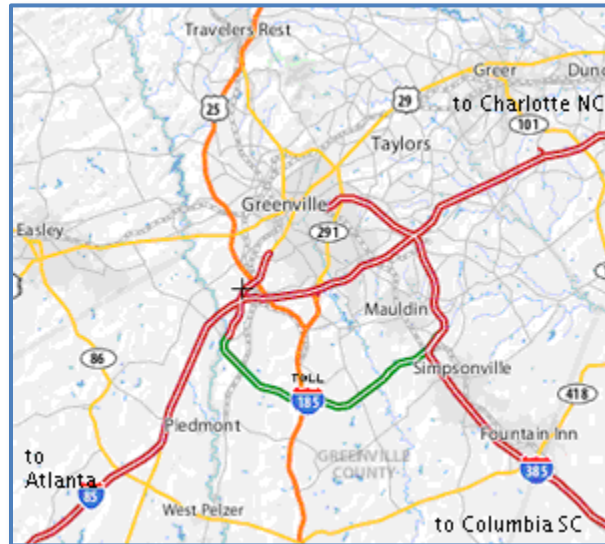 Travelers Rest
25
29
Greer
Dunc
to Charlotte NC
101
Taylors
Greenville
291
Easley
Mauldin
86
TOLL
185
Simpsonville
418
Piedmont
Fountain Inn
GREENVILLE
COUNTY
to
Atlanta
85
385
West Pelzer
to Columbia SC